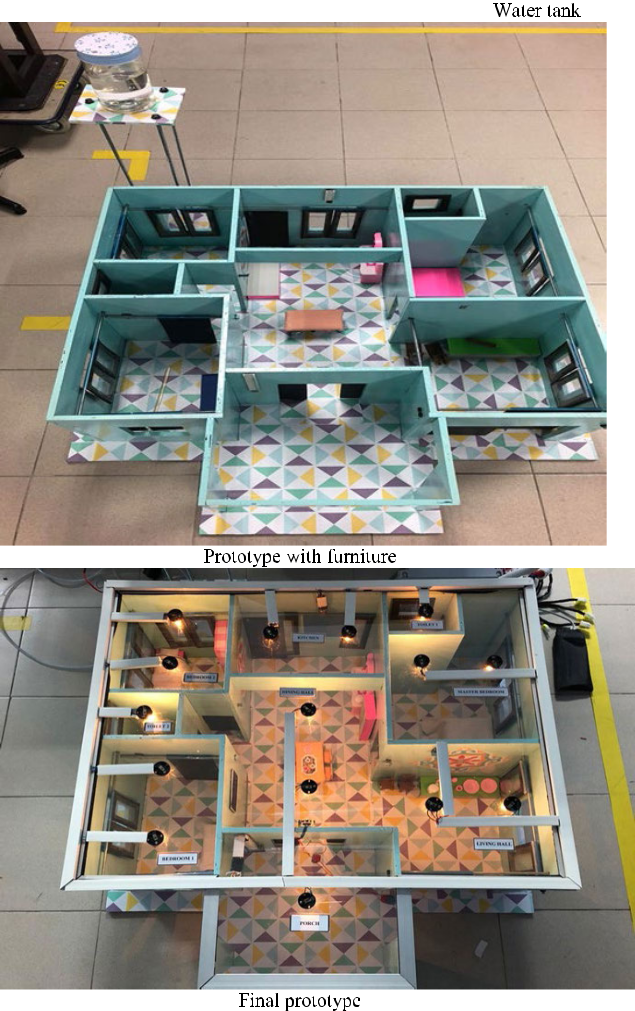 Water tank
Prototype with furniture
TOILET 1
KITCHEN
BEDROOM 2
DINING HALL
MASTER BEDROOM
TOILET 2
LIVING HALL
BEDROOM 1
PORCH
Final prototype